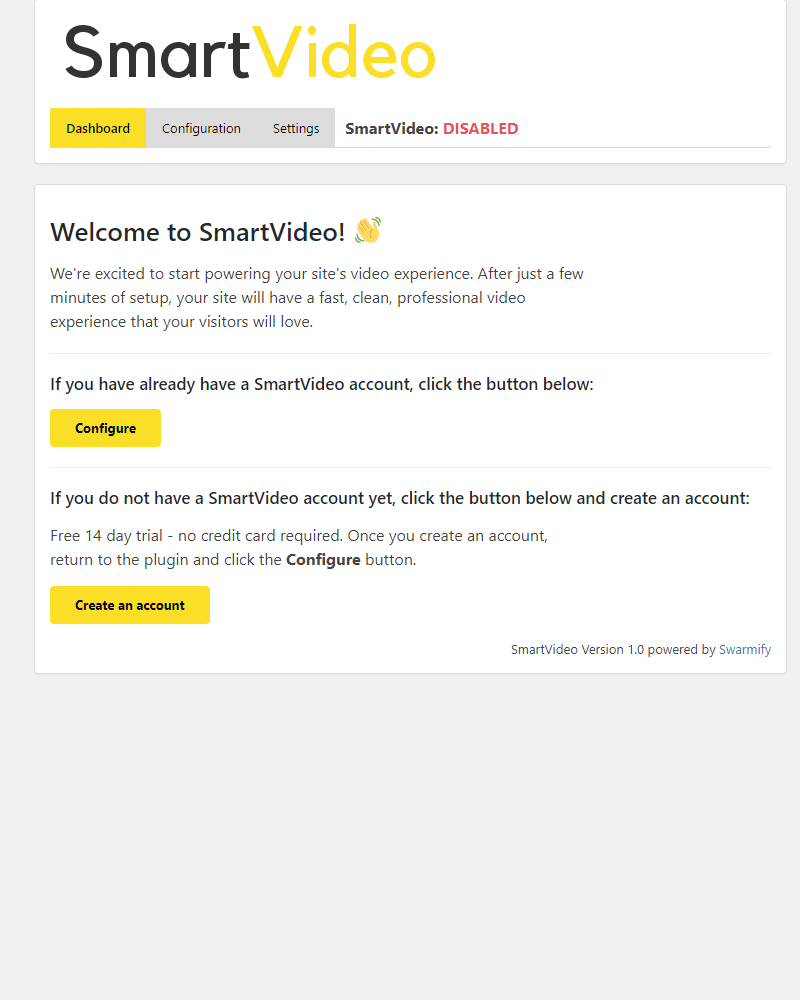 SmartVideo
Dashboard Configuration Settings SmartVideo: DISABLED
Welcome to SmartVideo! 👋
We're excited to start powering your site's video experience. After just a few
minutes of setup, your site will have a fast, clean, professional video
experience that your visitors will love.
If you have already have a SmartVideo account, click the button below:
Configure
If you do not have a SmartVideo account yet, click the button below and create an account:
Free 14 day trial - no credit card required. Once you create an account,
return to the plugin and click the Configure button.
Create an account
SmartVideo Version 1.0 powered by Swarmify